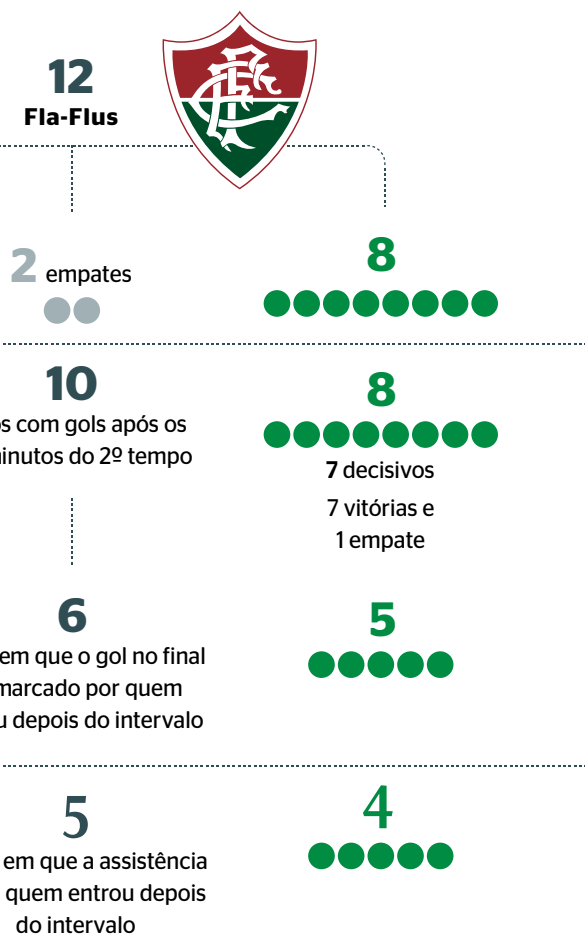 12
Fla-Flus
2 empates
8
10
com gols após os
do 2º tempo
8
7 decisivos
7 vitórias e
1 empate
6
em que o gol no final
por quem
depois do intervalo
5
5
em que a assistência
quem entrou depois
do intervalo
4